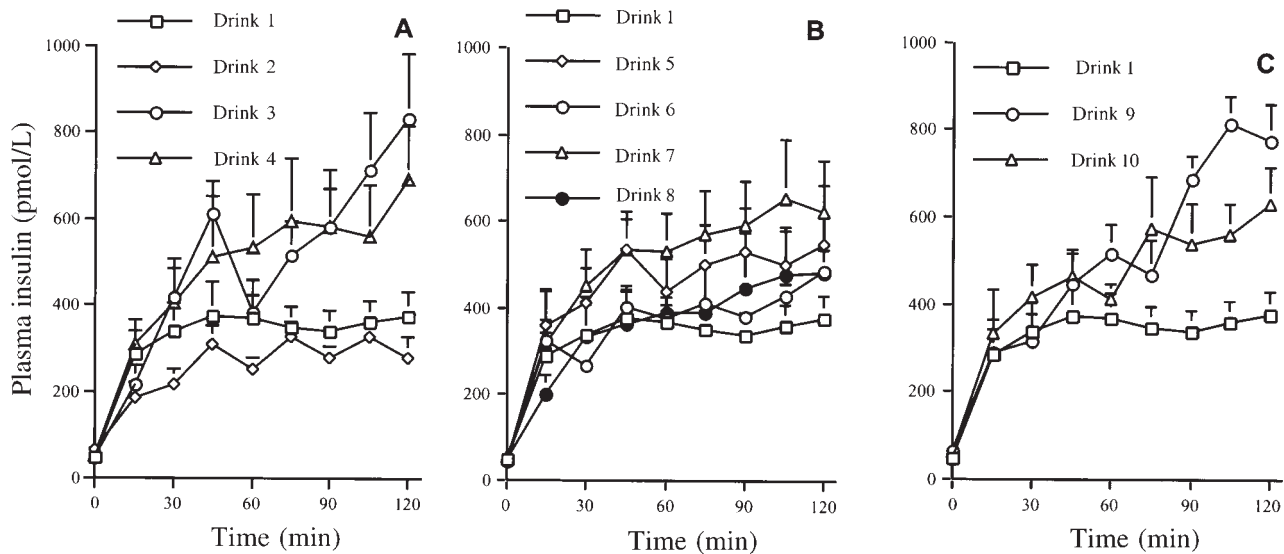 A
Drink 1
Drink 2
Drink 3
Drink 4
Plasma insulin (pmol/L)
1000
800
600
400
200
0
0 30 60 90 120
Time (min)
B
Drink 1
Drink 5
Drink 6
Drink 7
Drink 8
1000
800
600
400
200
0
0 30 60 90 120
Time (min)
C
Drink 1
Drink 9
Drink 10
1000
800
600
400
200
0
0 30 60 90 120
Time (min)